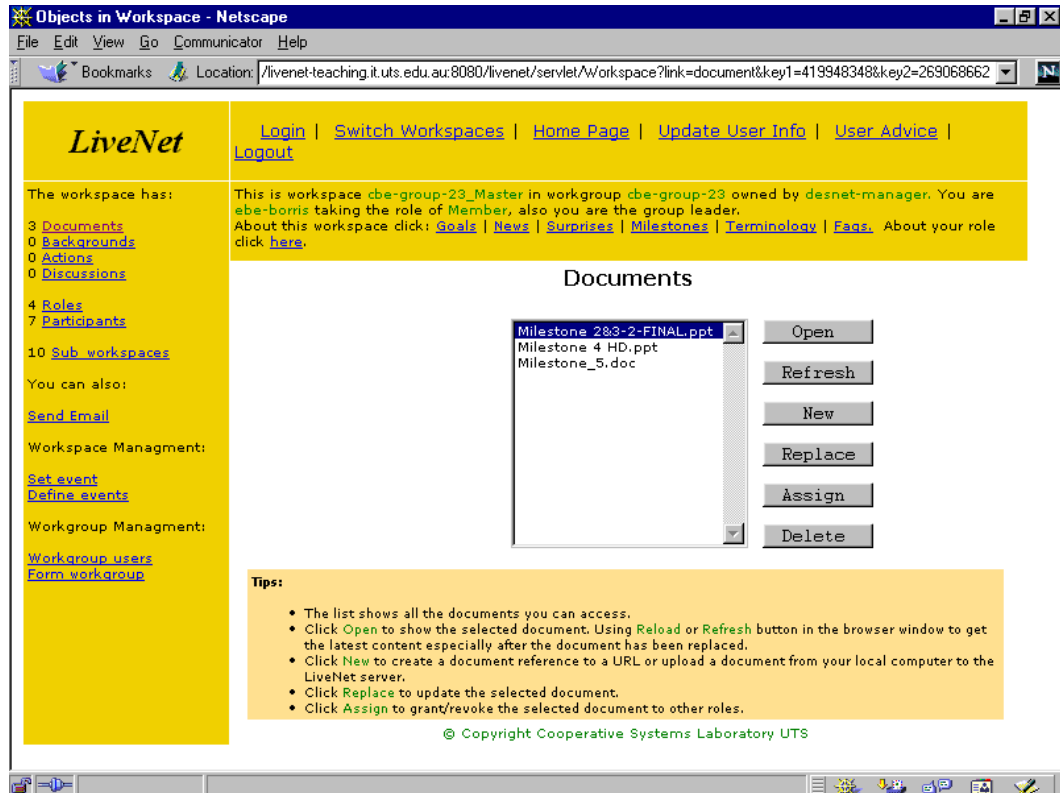 Objects in Workspace - Netscape
File Edit View Go Communicator Help
Bookmarks Location: /livenet-teaching.it.uts.edu.au:8080/livenet/servlet/Workspace?link=document&key1=419948348&key2=269068662
N
LiveNet
Login | Switch Workspaces | Home Page | Update User Info | User Advice |
Logout
The workspace has:
3 Documents
0 Backgrounds
0 Actions
0 Discussions
4 Roles
7 Participants
10 Sub workspaces
You can also:
Send Email
Workspace Managment:
Set event
Define events
Workgroup Managment:
Workgroup users
Form workgroup
This is workspace cbe-group-23_Master in workgroup cbe-group-23 owned by desnet-manager. You are
ebe-borris taking the role of Member, also you are the group leader.
About this workspace click: Goals | News | Surprises | Milestones | Terminology | Faqs. About your role
click here.
Documents
Milestone 2&3-2-FINAL.ppt
Milestone 4 HD.ppt
Milestone_5.doc
Open
Refresh
New
Replace
Assign
Delete
Tips:
• The list shows all the documents you can access.
• Click Open to show the selected document. Using Reload or Refresh button in the browser window to get
the latest content especially after the document has been replaced.
• Click New to create a document reference to a URL or upload a document from your local computer to the
LiveNet server.
• Click Replace to update the selected document.
• Click Assign to grant/revoke the selected document to other roles.
© Copyright Cooperative Systems Laboratory UTS